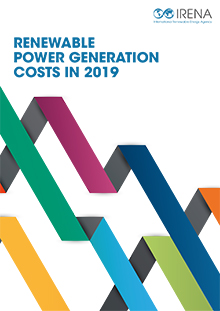 IRENA
International Renewable Energy Agency
RENEWABLE
POWER GENERATION
COSTS IN 2019